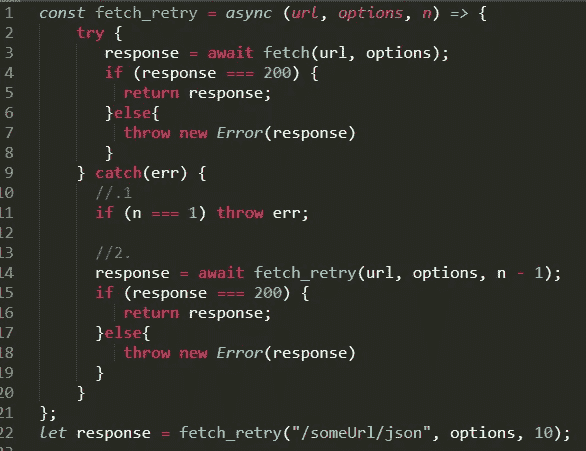 1 const fetch_retry = async (url, options, n) => {
2 try {
3 response = await fetch(url, options);
4 if (response === 200) {
5 return response;
6 }else{
7 throw new Error(response)
8 }
9 } catch(err) {
10 //.1
11 if (n === 1) throw err;
12
13 //2.
14 response = await fetch_retry(url, options, n - 1);
15 if (response === 200) {
16 return response;
17 }else{
18 throw new Error(response)
19 }
20 }
21 };
22 let response = fetch_retry("/someUrl/json", options, 10);